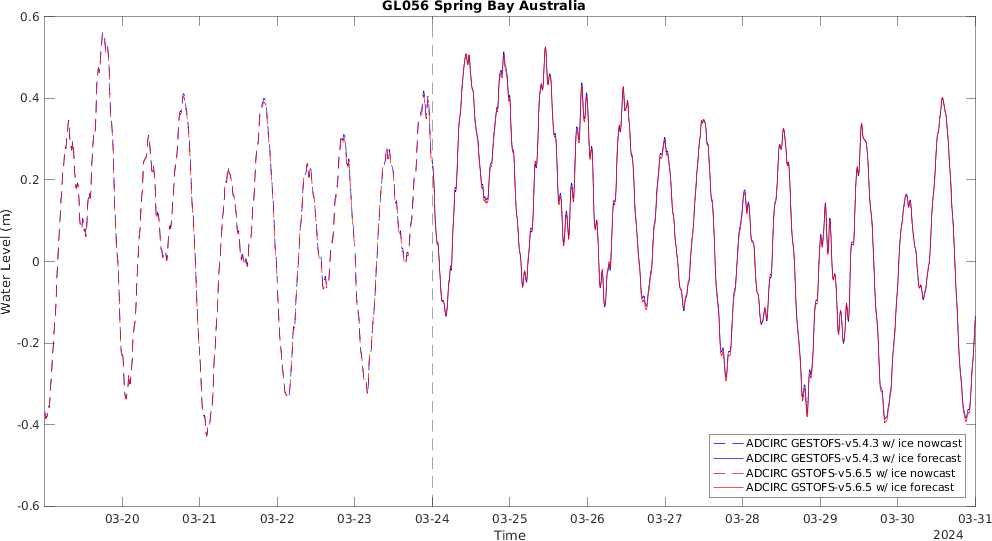 GL056 Spring Bay Australia
Water Level (m)
0.6
0.4
0.2
0
-0.2
-0.4
-0.6
03-20 03-21 03-22 03-23 03-24 03-25 03-26 03-27 03-28 03-29 03-30 03-31
Time
2024
ADCIRC GESTOFS-v5.4.3 w/ ice nowcast
ADCIRC GESTOFS-v5.4.3 w/ ice forecast
ADCIRC GSTOFS-v5.6.5 w/ ice nowcast
ADCIRC GSTOFS-v5.6.5 w/ ice forecast